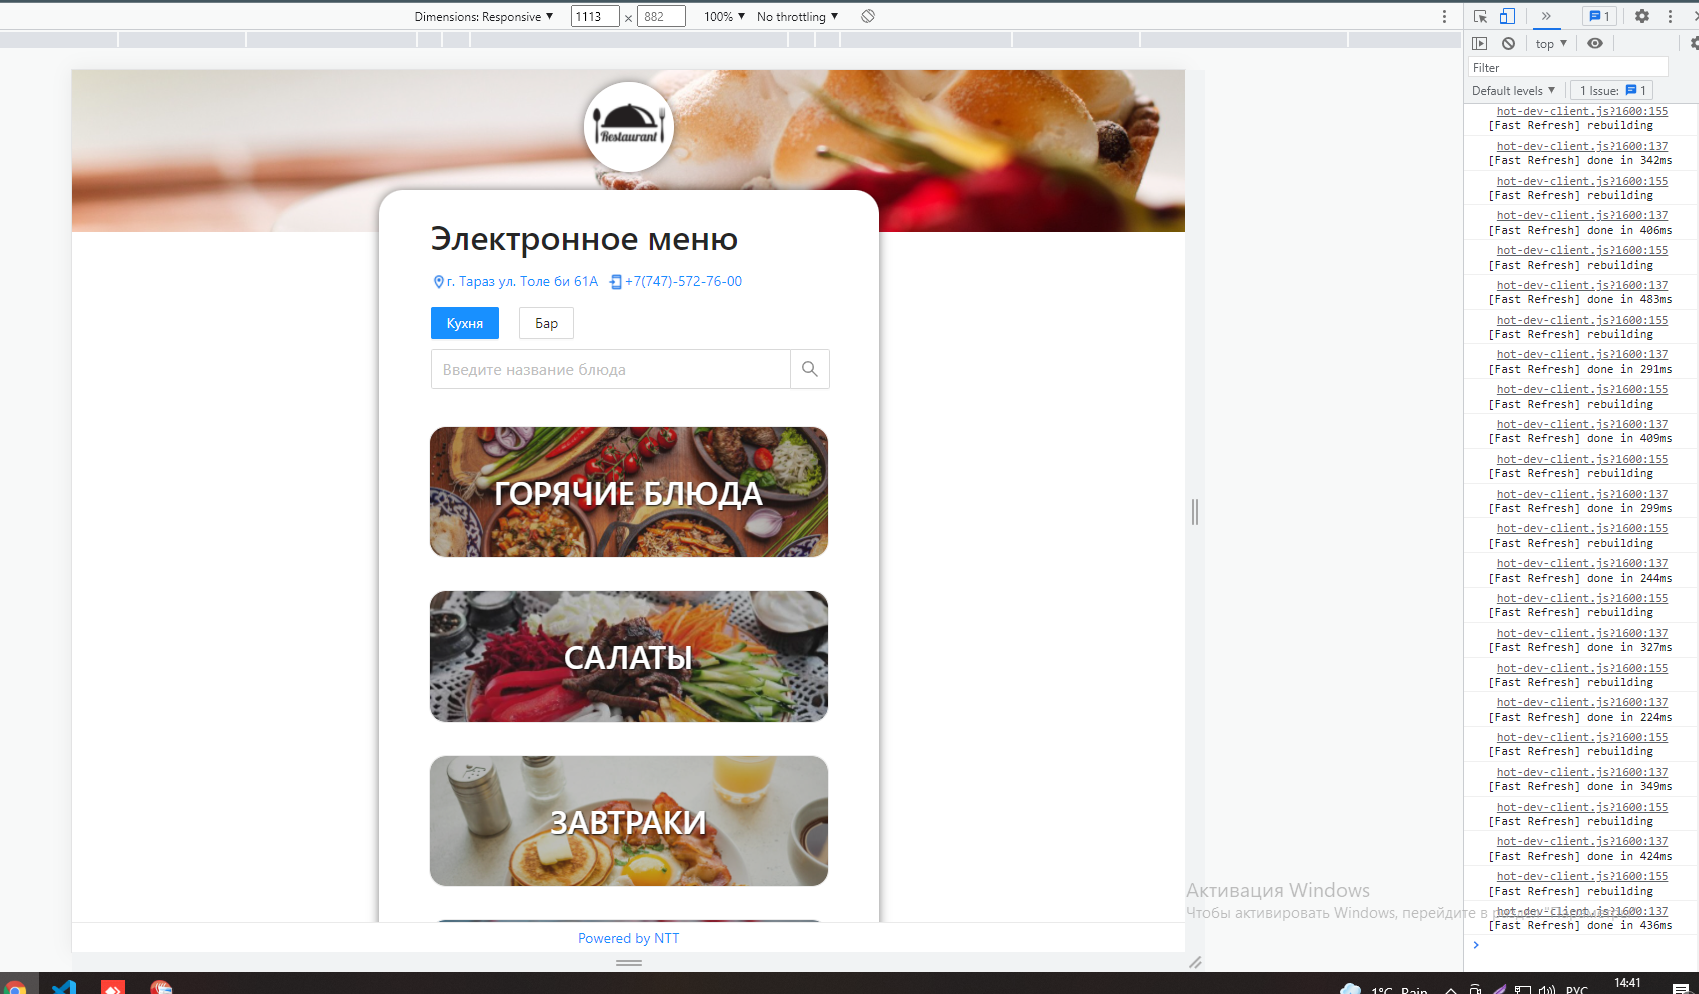 Dimensions: Responsive ▼ 1113 × 882 100% ▼ No throttling ▼
1
top ▼
Filter
Default levels ▼ 1 Issue: 1
hot-dev-client.js?1600:155
[Fast Refresh] rebuilding
hot-dev-client.js?1600:137
[Fast Refresh] done in 342ms
hot-dev-client.js?1600:155
[Fast Refresh] rebuilding
hot-dev-client.js?1600:137
[Fast Refresh] done in 406ms
hot-dev-client.js?1600:155
[Fast Refresh] rebuilding
hot-dev-client.js?1600:137
[Fast Refresh] done in 483ms
hot-dev-client.js?1600:155
[Fast Refresh] rebuilding
hot-dev-client.js?1600:137
[Fast Refresh] done in 291ms
hot-dev-client.js?1600:155
[Fast Refresh] rebuilding
hot-dev-client.js?1600:137
[Fast Refresh] done in 409ms
hot-dev-client.js?1600:155
[Fast Refresh] rebuilding
hot-dev-client.js?1600:137
[Fast Refresh] done in 299ms
hot-dev-client.js?1600:155
[Fast Refresh] rebuilding
hot-dev-client.js?1600:137
[Fast Refresh] done in 244ms
hot-dev-client.js?1600:155
[Fast Refresh] rebuilding
hot-dev-client.js?1600:137
[Fast Refresh] done in 327ms
hot-dev-client.js?1600:155
[Fast Refresh] rebuilding
hot-dev-client.js?1600:137
[Fast Refresh] done in 224ms
hot-dev-client.js?1600:155
[Fast Refresh] rebuilding
hot-dev-client.js?1600:137
[Fast Refresh] done in 349ms
hot-dev-client.js?1600:155
[Fast Refresh] rebuilding
hot-dev-client.js?1600:137
[Fast Refresh] done in 424ms
hot-dev-client.js?1600:155
[Fast Refresh] rebuilding
hot-dev-client.js?1600:137
[Fast Refresh] done in 436ms
Restaurant
Электронное меню
г. Тараз ул. Толе би 61А +7(747)-572-76-00
Кухня Бар
Введите название блюда
ГОРЯЧИЕ БЛЮДА
САЛАТЫ
ЗАВТРАКИ
Powered by NTT
Активация Windows
Чтобы активировать Windows, перейдите в
1°C Rain РУС 14:41